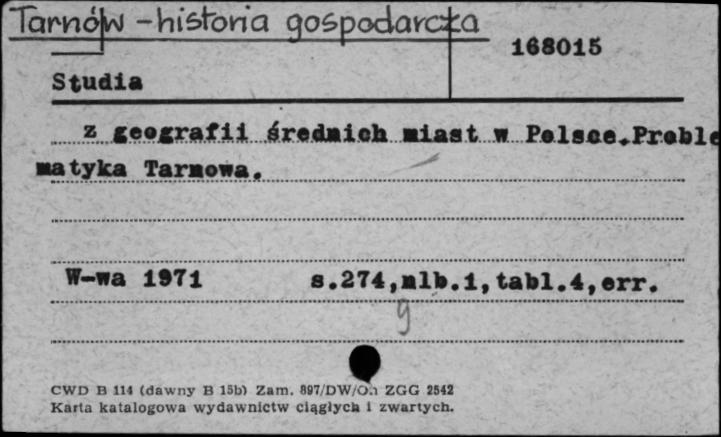 Tarnów - historia gospodarcza
168015
Studia
z geografii średnich miast w Polsce.Proble
matyka Tarnowa.
W-wa 1971 s.274,nlb.1,tabl.4,err.
9
CWD B 114 (dawny B 15b) Zam. 897/DW/On ZGG 2542
Karta katalogowa wydawnictw ciągłych i zwartych.